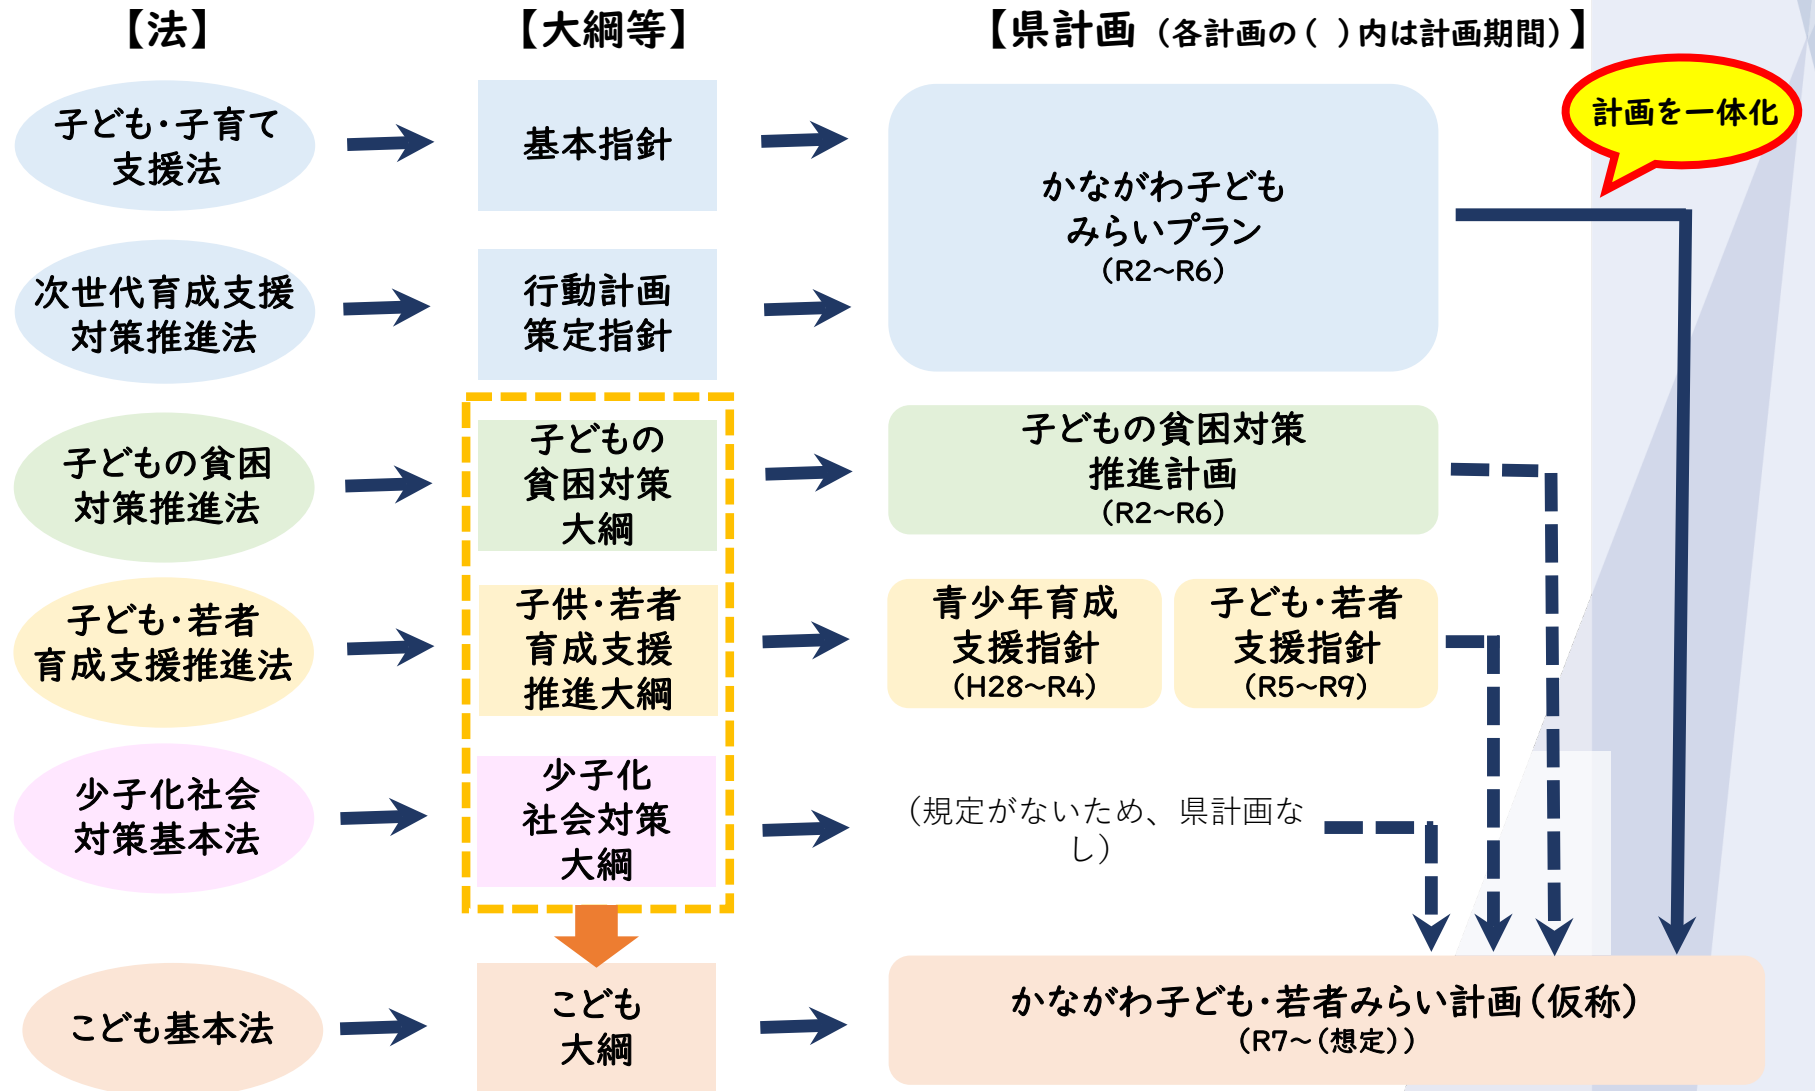 【法】
【大綱等】
【県計画（各計画の(　)内は計画期間）】
計画を一体化
子ども・子育て
支援法
基本指針
かながわ子ども
みらいプラン
(R2～R6)
次世代育成支援
対策推進法
行動計画
策定指針
子どもの貧困
対策推進法
子どもの
貧困対策
大綱
子どもの貧困対策
推進計画
(R2～R6)
子ども・若者
育成支援推進法
子供・若者
育成支援
推進大綱
青少年育成
支援指針
(H28～R4)
子ども・若者
支援指針
(R5～R9)
少子化社会
対策基本法
少子化
社会対策
大綱
（規定がないため、県計画な
し）
こども基本法
こども
大綱
かながわ子ども・若者みらい計画（仮称）
(R7～(想定))